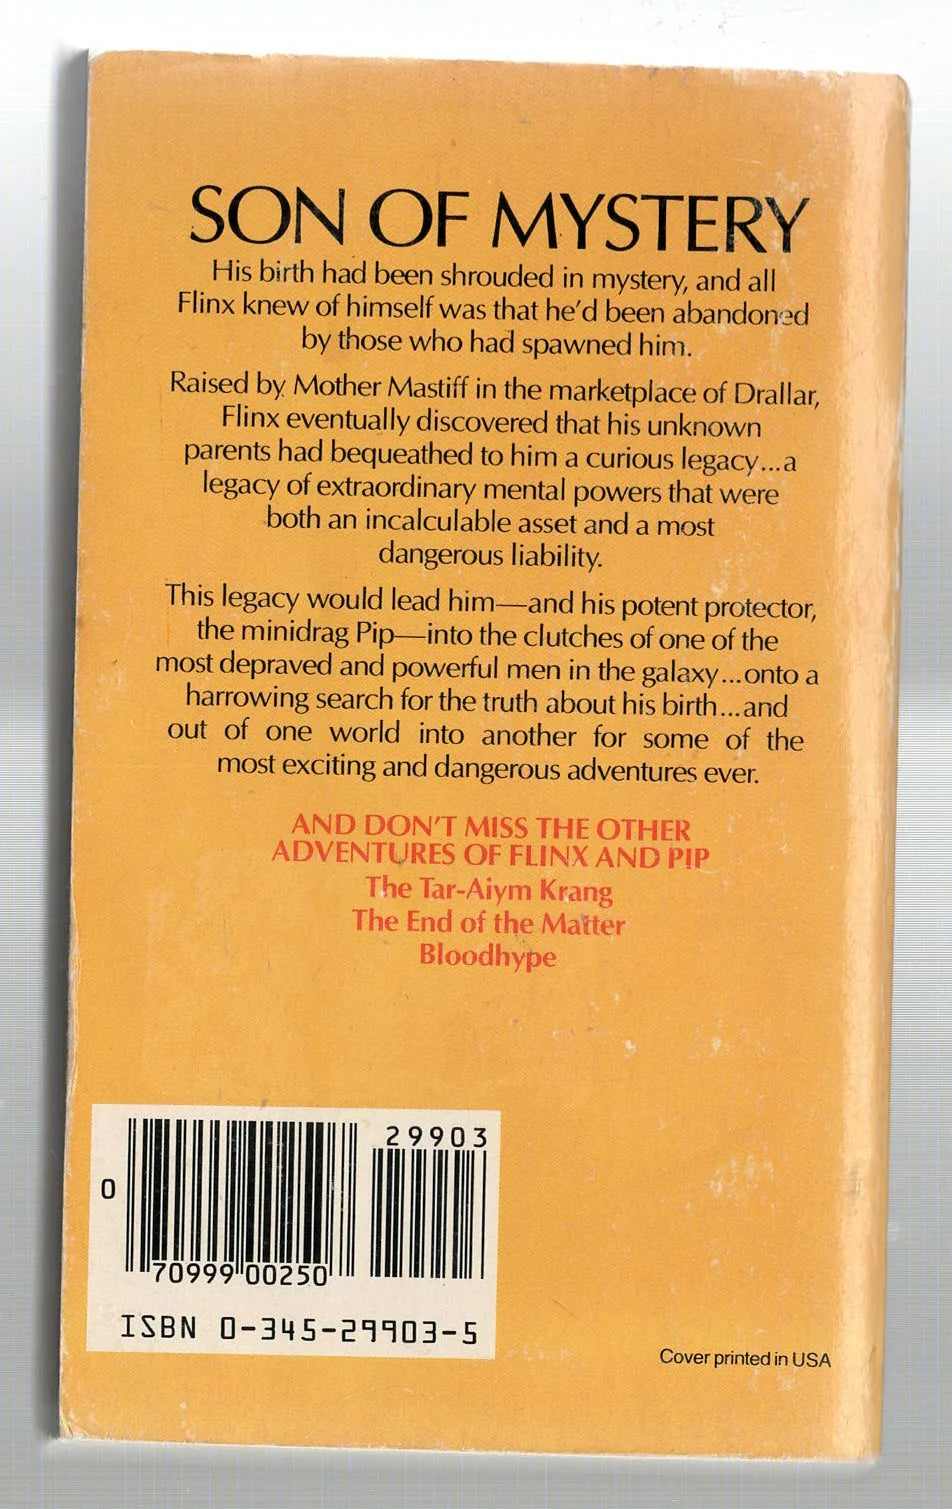 SON OF MYSTERY
His birth had been shrouded in mystery, and all
Flinx knew of himself was that he'd been abandoned
by those who had spawned him.
Raised by Mother Mastiff in the marketplace of Drallar,
Flinx eventually discovered that his unknown
parents had bequeathed to him a curious legacy...a
legacy of extraordinary mental powers that were
both an incalculable asset and a most
dangerous liability.
This legacy would lead him—and his potent protector,
the minidrag Pip—into the clutches of one of the
most depraved and powerful men in the galaxy...onto a
harrowing search for the truth about his birth...and
out of one world into another for some of the
most exciting and dangerous adventures ever.
AND DON'T MISS THE OTHER
ADVENTURES OF FLINX AND PIP
The Tar-Aiym Krang
The End of the Matter
Bloodhype
29903
0
70999 00250
ISBN 0-345-29903-5
Cover printed in USA